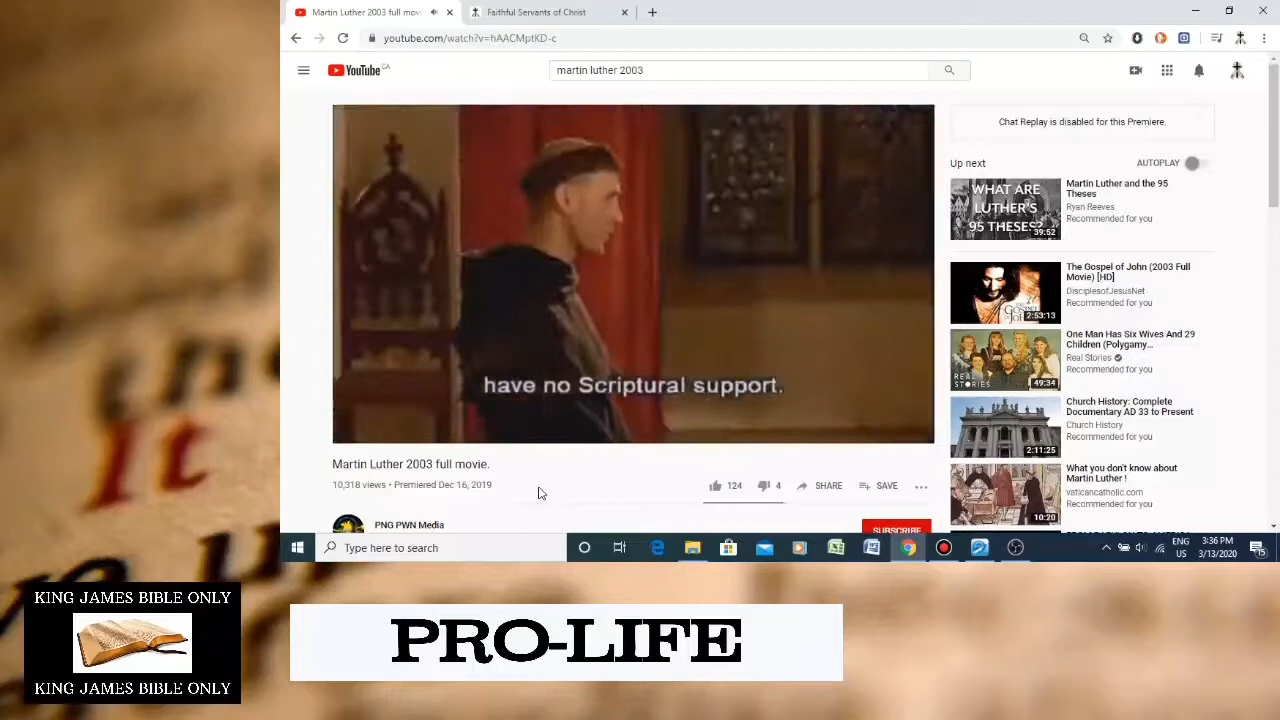 Martin Luther 2003 full mov
Faithful Servants of Christ
youtube.com/watch?v=hAACMptKD-c
YouTube CA
martin luther 2003
have no Scriptural support.
Martin Luther 2003 full movie.
10,318 views • Premiered Dec 16, 2019
124
4
SHARE
SAVE
PNG PWN Media
SUBSCRIBE
Chat Replay is disabled for this Premiere.
Up next
AUTOPLAY
WHAT ARE
LUTHER'S
95 THESES?
39:52
Martin Luther and the 95
Theses
Ryan Reeves
Recommended for you
2:53:13
The Gospel of John (2003 Full
Movie) [HD]
DisciplesofJesusNet
Recommended for you
REAL
STORIES
49:34
One Man Has Six Wives And 29
Children (Polygamy...
Real Stories
Recommended for you
2:11:25
Church History: Complete
Documentary AD 33 to Present
Church History
Recommended for you
10:20
What you don't know about
Martin Luther !
vaticancatholic.com
Recommended for you
Type here to search
ENG
US
3:36 PM
3/13/2020
15
It
KING JAMES BIBLE ONLY
KING JAMES BIBLE ONLY
PRO-LIFE